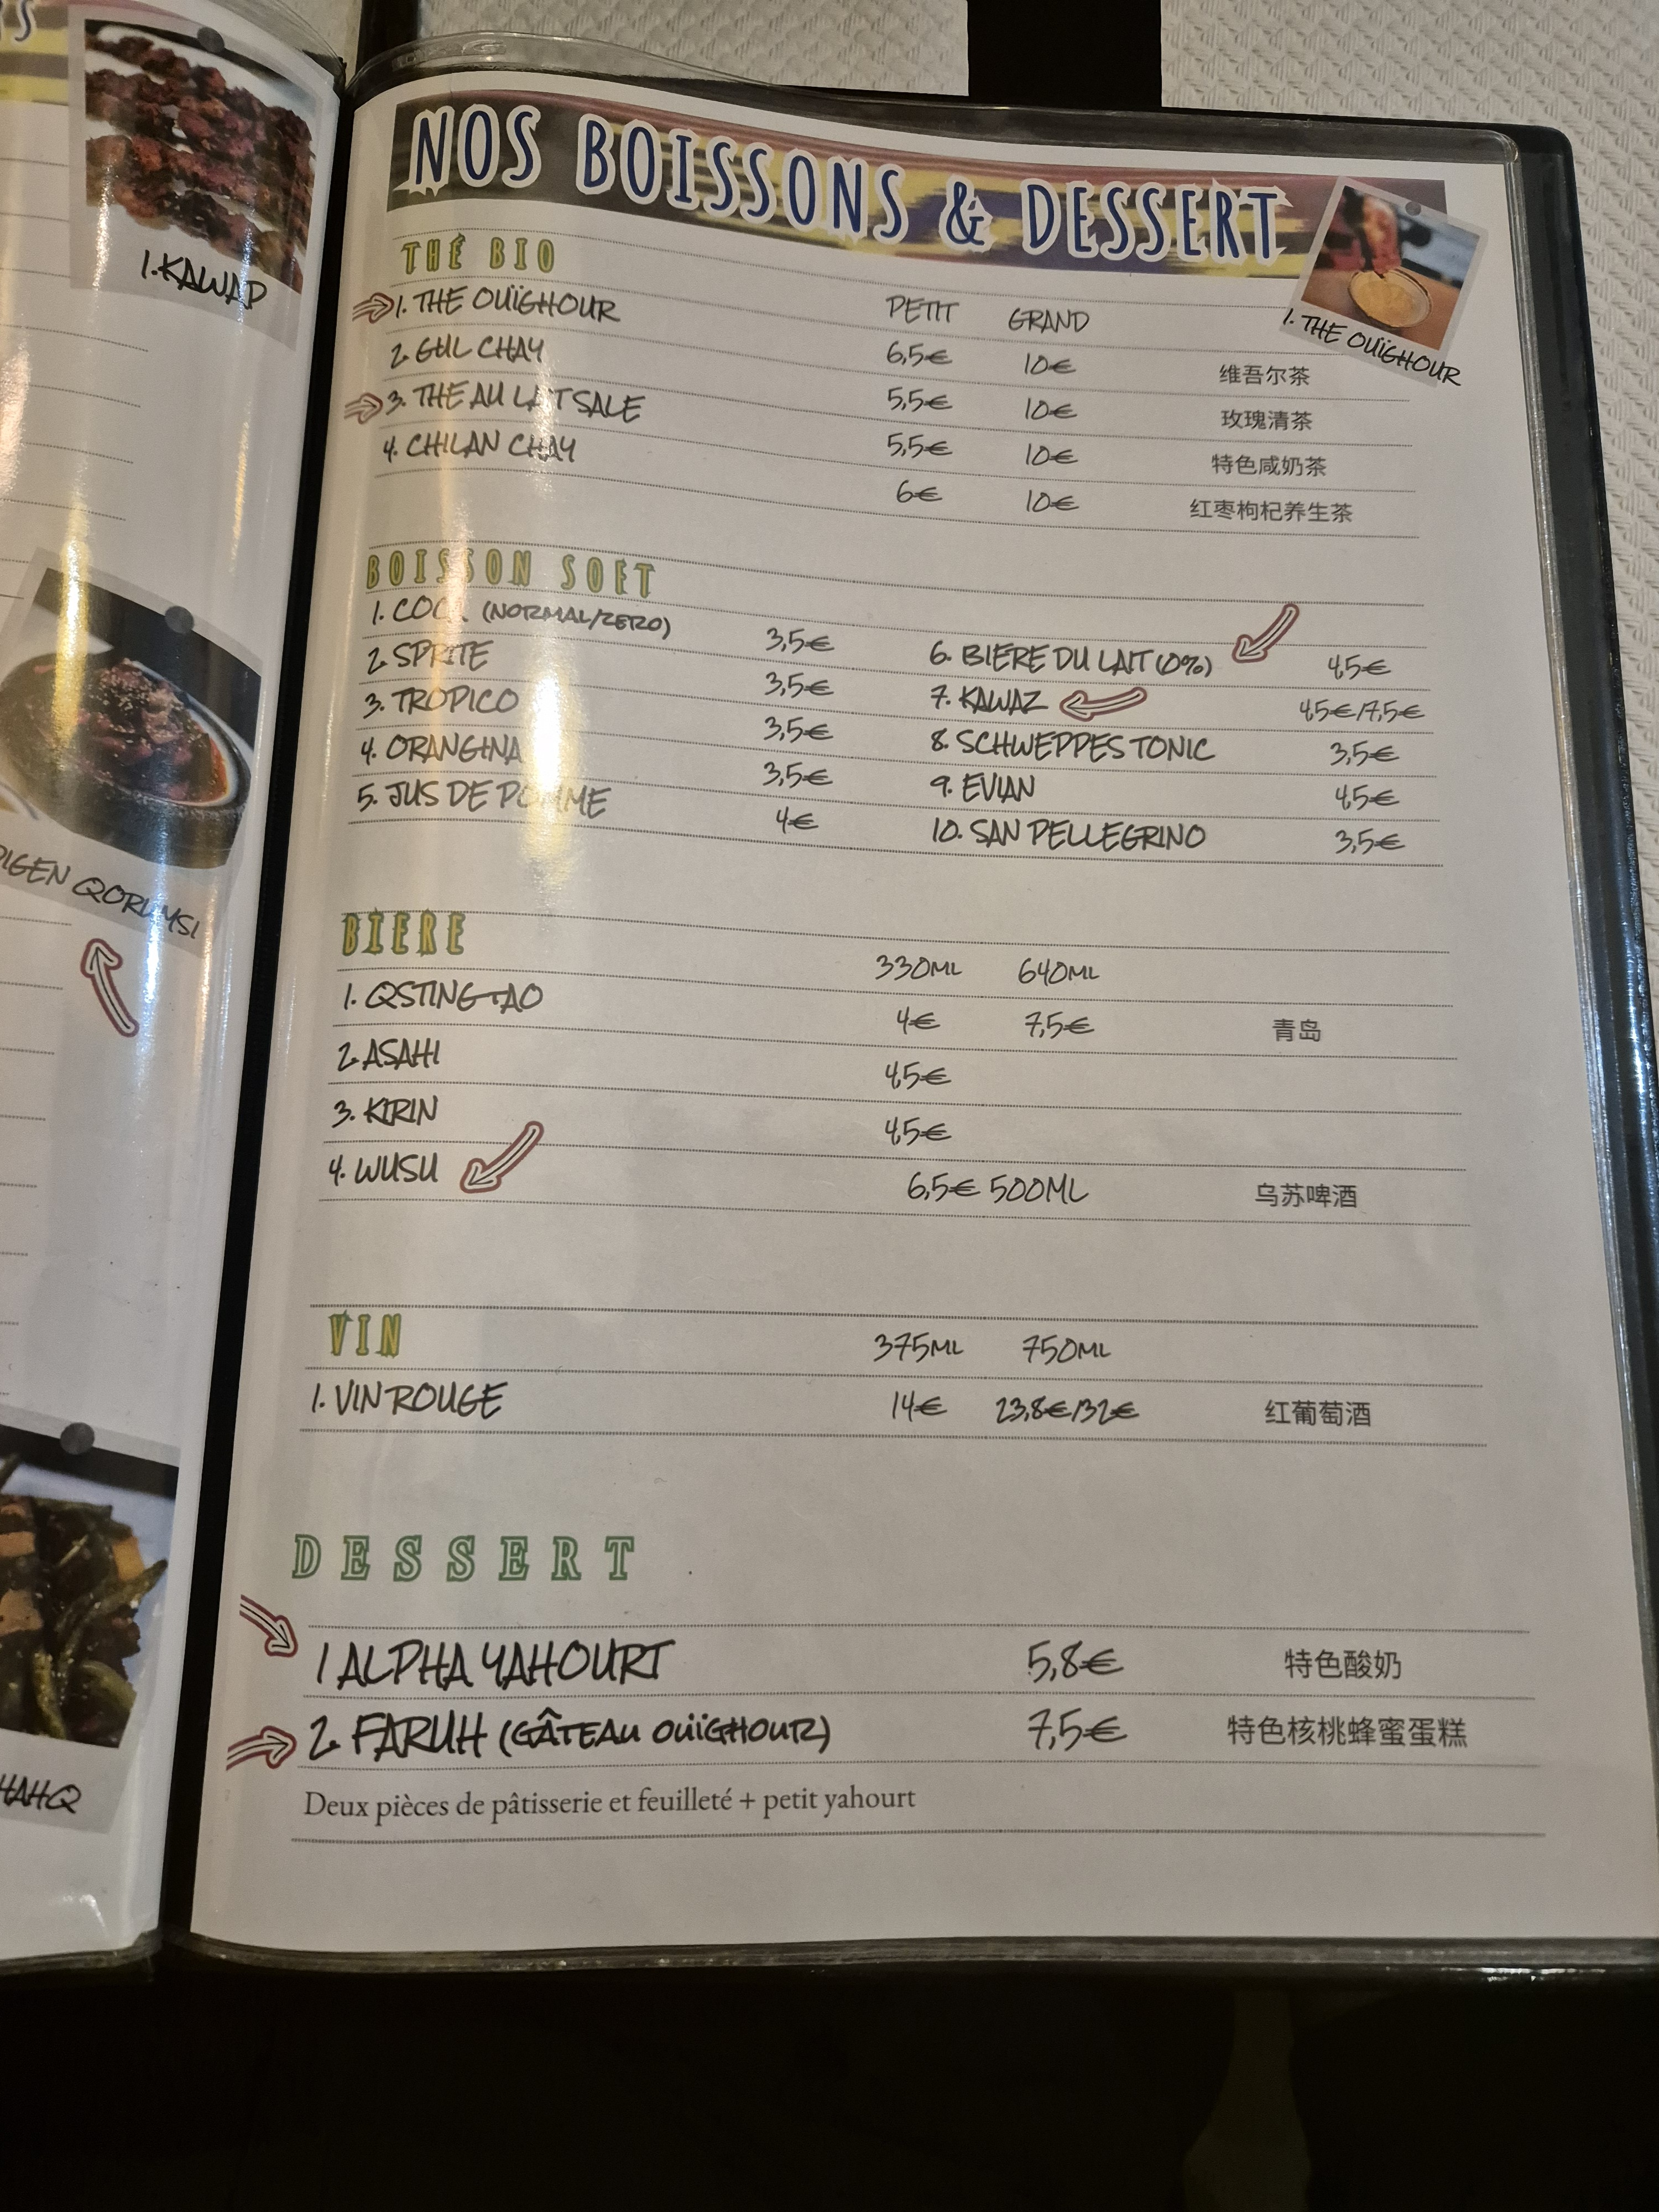 1. KAWAP
NOS BOISSONS & DESSERT
1. THE OUÏGHOUR
THÉ BIO
PETIT GRAND
1. THE OUÏGHOUR 6,5€ 10€ 维吾尔茶
2. GUL CHAY 5,5€ 10€ 玫瑰清茶
3. THE AU LAIT SALE 5,5€ 10€ 特色咸奶茶
4. CHILAN CHAY 6€ 10€ 红枣枸杞养生茶
BOISSON SOFT
1. COCA (NORMAL/ZERO) 3,5€
2. SPRITE 3,5€
3. TROPICO 3,5€
4. ORANGINA 3,5€
5. JUS DE POMME 4€
6. BIERE DU LAIT (0%) 4,5€
7. KAWAZ 4,5€/7,5€
8. SCHWEPPES TONIC 3,5€
9. EVIAN 4,5€
10. SAN PELLEGRINO 3,5€
BIERE
330ML 640ML
1. QSTINGTAO 4€ 7,5€ 青岛
2. ASAHI 4,5€
3. KIRIN 4,5€
4. WUSU 6,5€ 500ML 乌苏啤酒
VIN 375ML 750ML
1. VIN ROUGE 14€ 23,8€/32€ 红葡萄酒
DESSERT
1 ALPHA YAHOURT 5,8€ 特色酸奶
2. FARUH (GÂTEAU OUÏGHOUR) 7,5€ 特色核桃蜂蜜蛋糕
Deux pièces de pâtisserie et feuilleté + petit yahourt